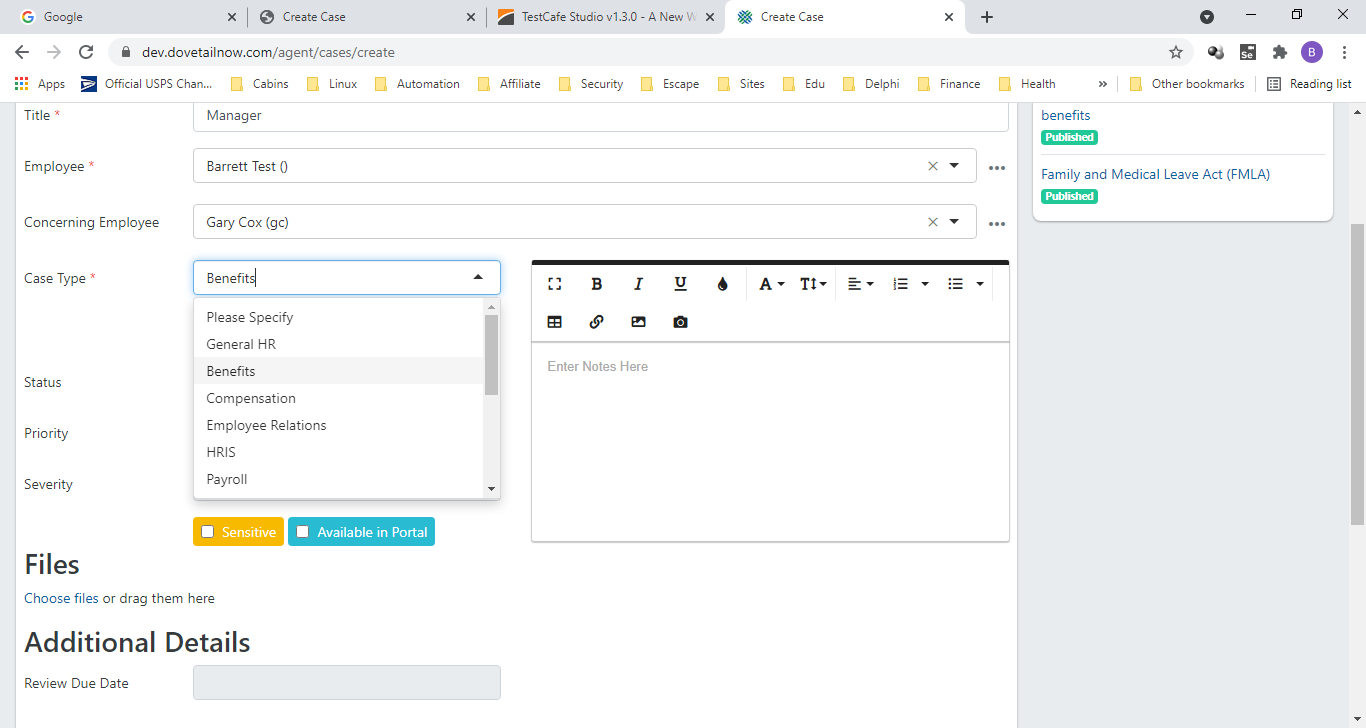 Google
Create Case
TestCafe Studio v1.3.0 - A New W
Create Case
dev.dovetailnow.com/agent/cases/create
Se
B
Apps
Official USPS Chan...
Cabins
Linux
Automation
Affiliate
Security
Escape
Sites
Edu
Delphi
Finance
Health
»
Other bookmarks
Reading list
Title *
Manager
Employee *
Barrett Test ()
Concerning Employee
Gary Cox (gc)
Case Type *
Benefits
Please Specify
General HR
Benefits
Compensation
Employee Relations
HRIS
Payroll
B I U A
Enter Notes Here
Status
Priority
Severity
Sensitive
Available in Portal
Files
Choose files or drag them here
Additional Details
Review Due Date
benefits
Published
Family and Medical Leave Act (FMLA)
Published